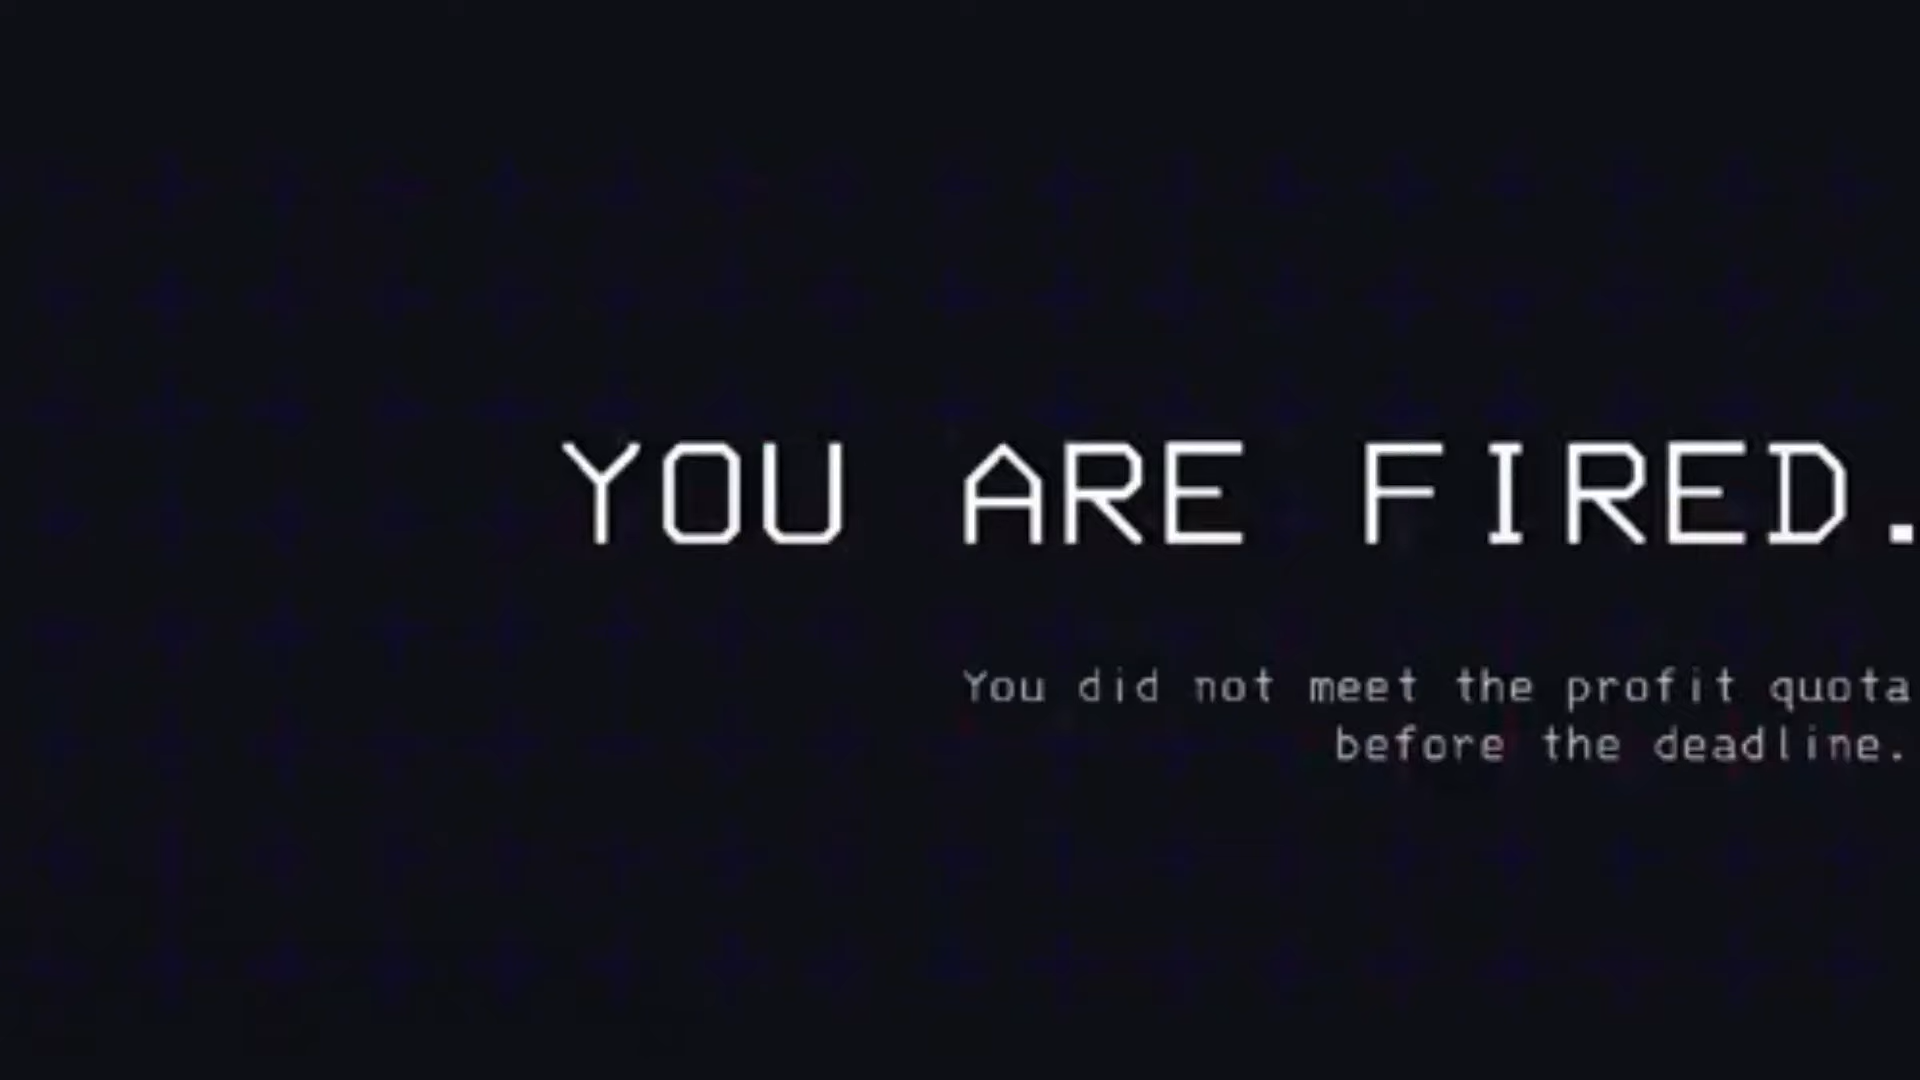 YOU ARE FIRED.
You did not meet the profit quota
before the deadline.